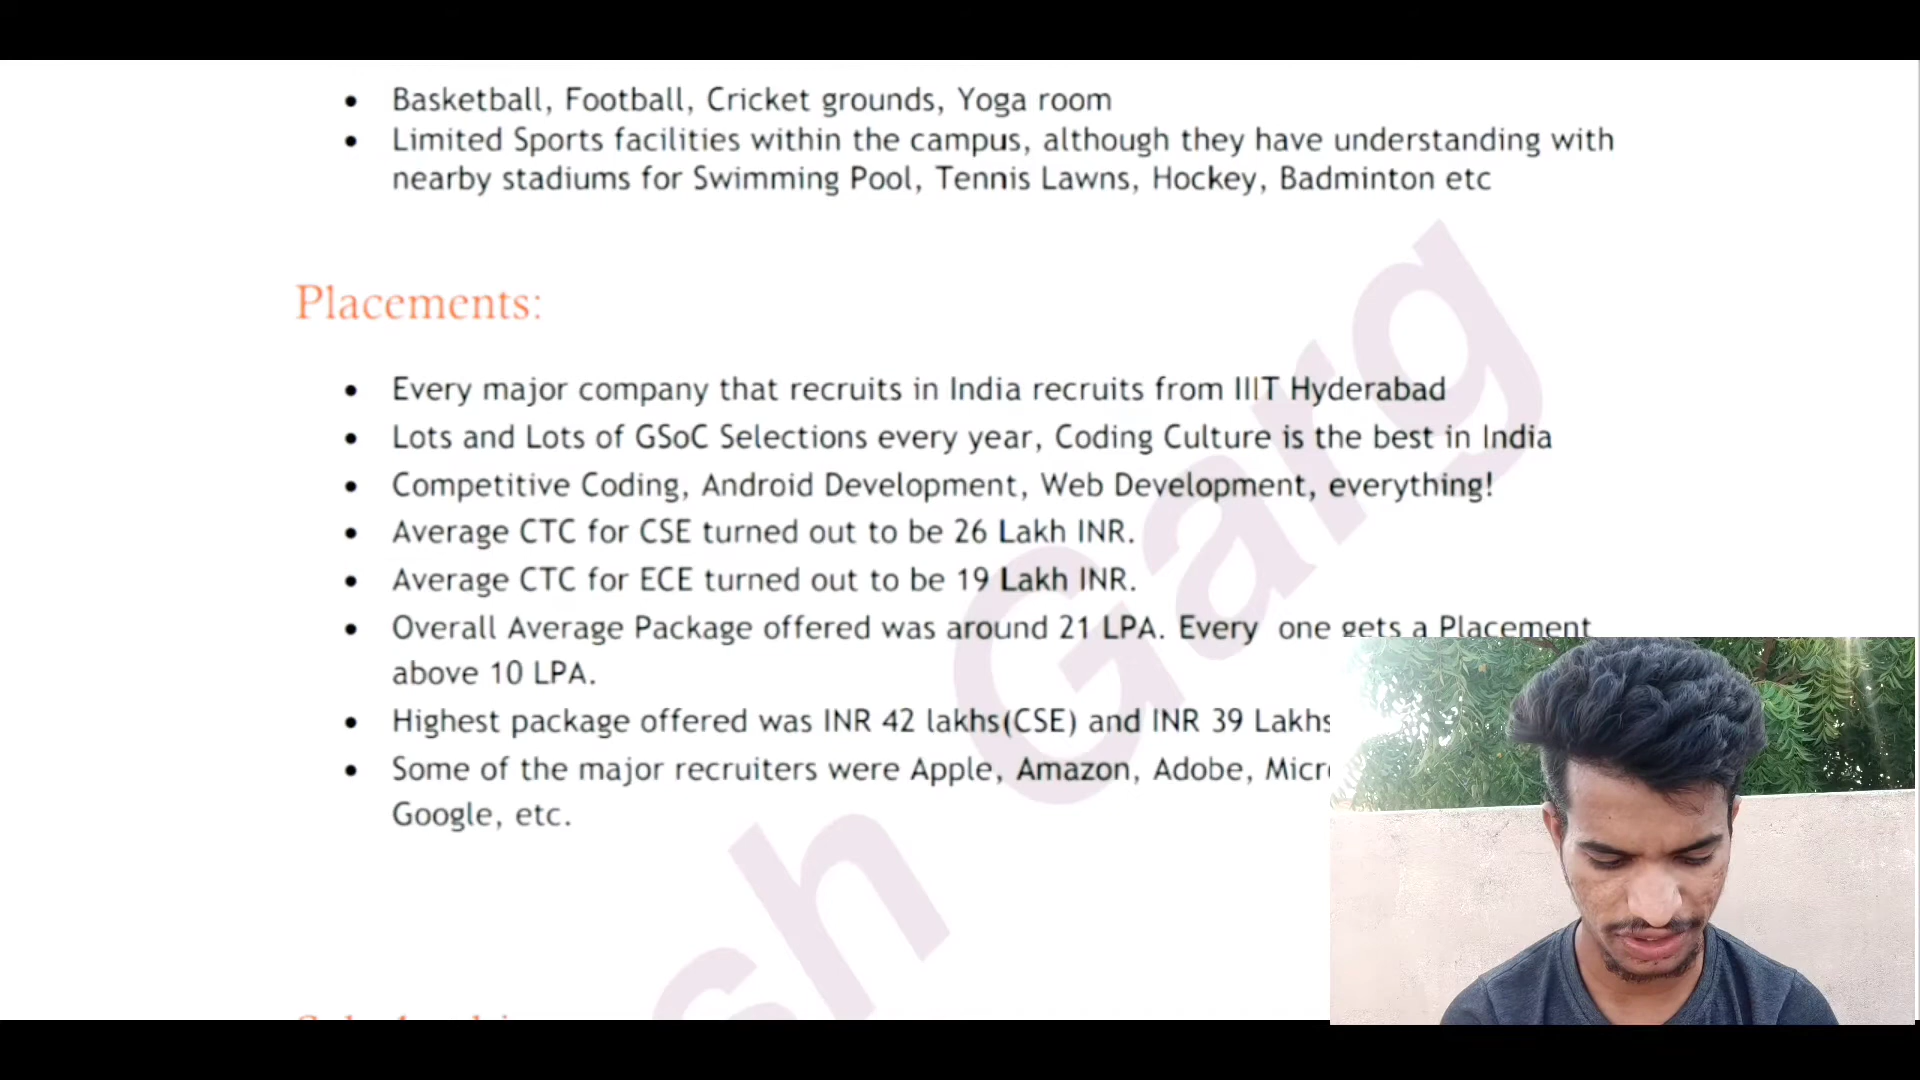 Basketball, Football, Cricket grounds, Yoga room
Limited Sports facilities within the campus, although they have understanding with
nearby stadiums for Swimming Pool, Tennis Lawns, Hockey, Badminton etc
Placements:
Every major company that recruits in India recruits from IIIT Hyderabad
Lots and Lots of GSoC Selections every year, Coding Culture is the best in India
Competitive Coding, Android Development, Web Development, everything!
Average CTC for CSE turned out to be 26 Lakh INR.
Average CTC for ECE turned out to be 19 Lakh INR.
Overall Average Package offered was around 21 LPA. Every one gets a Placement
above 10 LPA.
Highest package offered was INR 42 lakhs(CSE) and INR 39 Lakhs
Some of the major recruiters were Apple, Amazon, Adobe,
Google, etc.
sh Garg